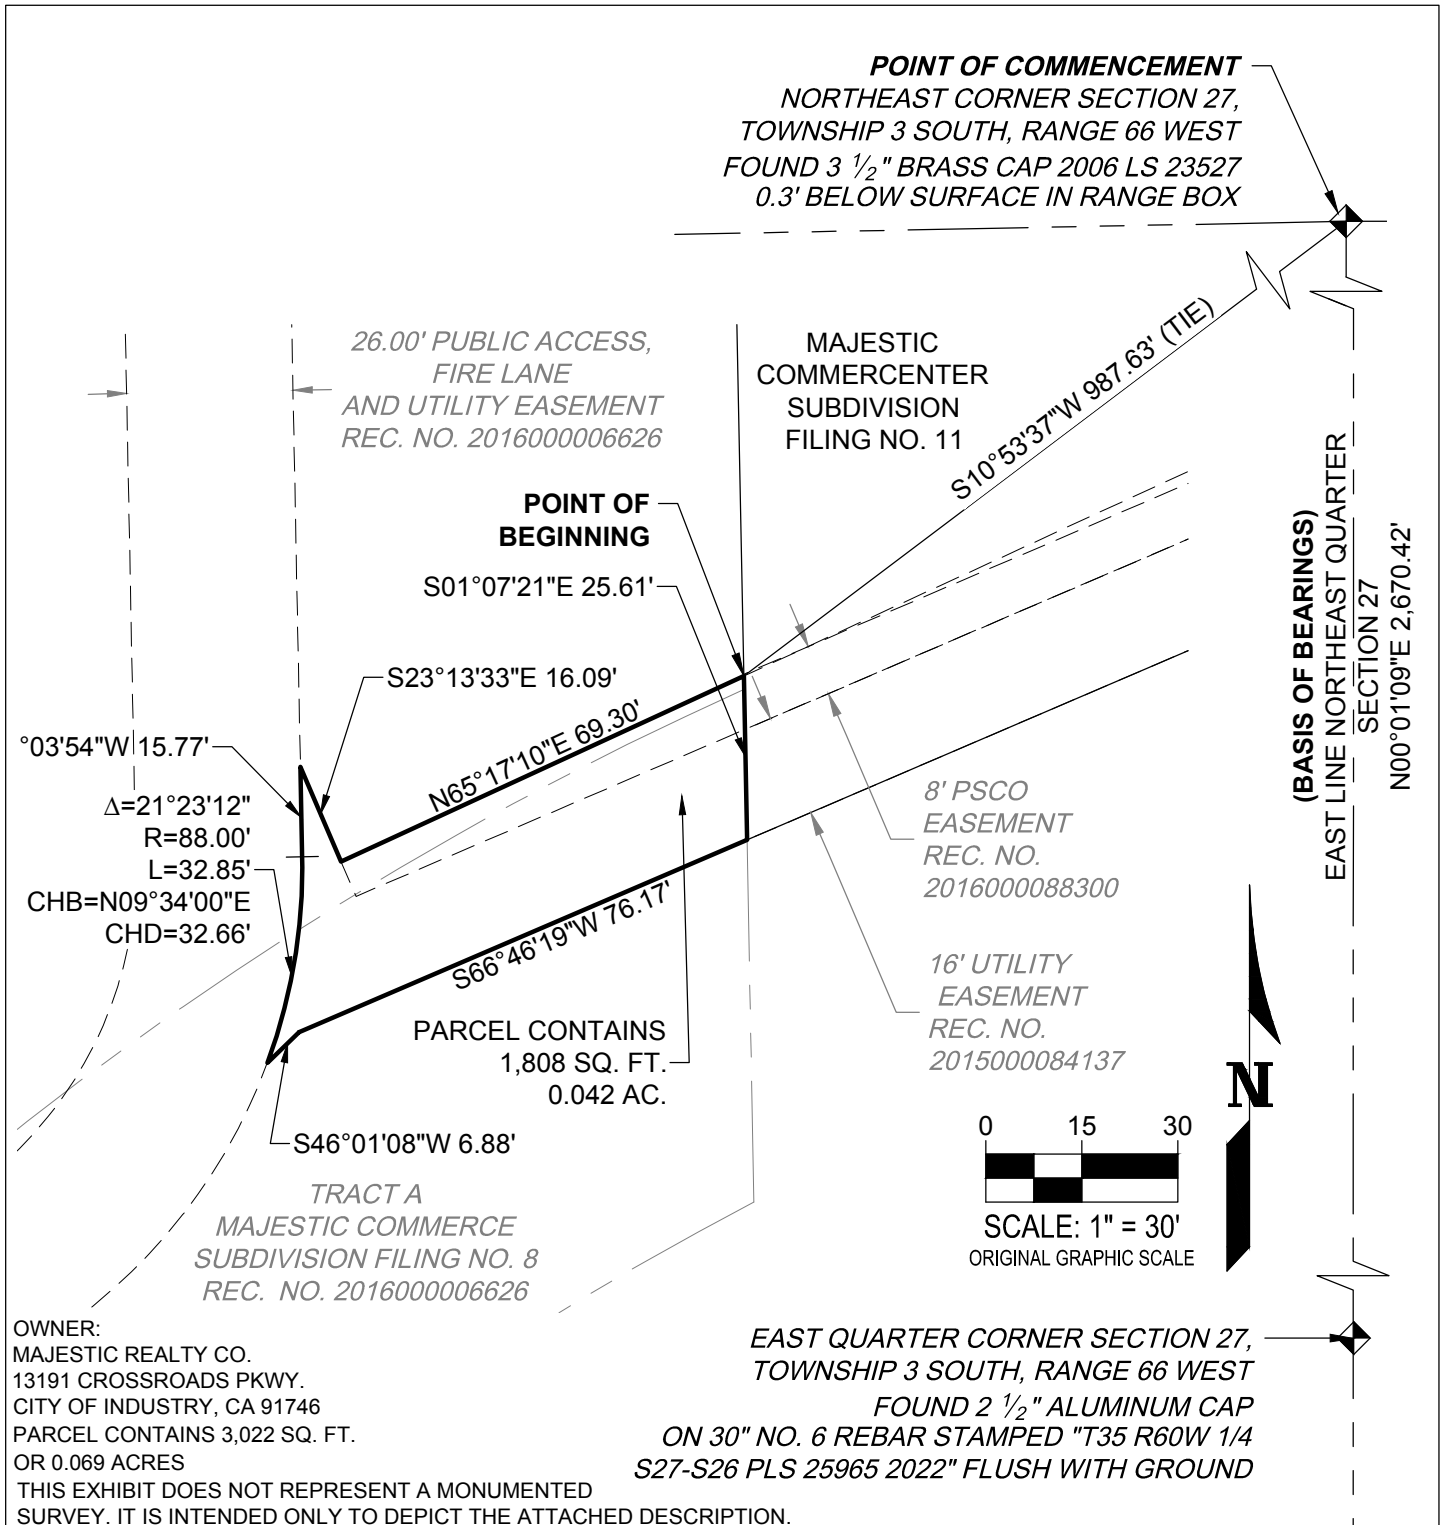 POINT OF COMMENCEMENT
NORTHEAST CORNER SECTION 27,
TOWNSHIP 3 SOUTH, RANGE 66 WEST
FOUND 3 ½" BRASS CAP 2006 LS 23527
0.3' BELOW SURFACE IN RANGE BOX
26.00' PUBLIC ACCESS,
FIRE LANE
AND UTILITY EASEMENT
REC. NO. 2016000006626
MAJESTIC
COMMERCENTER
SUBDIVISION
FILING NO. 11
S10°53'37"W 987.63' (TIE)
POINT OF
BEGINNING
S01°07'21"E 25.61'
S23°13'33"E 16.09'
N65°17'10"E 69.30'
°03'54"W 15.77'
Δ=21°23'12"
R=88.00'
L=32.85'
CHB=N09°34'00"E
CHD=32.66'
S66°46'19"W 76.17'
8' PSCO
EASEMENT
REC. NO.
2016000088300
(BASIS OF BEARINGS)
EAST LINE NORTHEAST QUARTER
SECTION 27
N00°01'09"E 2,670.42'
16' UTILITY
EASEMENT
REC. NO.
2015000084137
PARCEL CONTAINS
1,808 SQ. FT.
0.042 AC.
S46°01'08"W 6.88'
TRACT A
MAJESTIC COMMERCE
SUBDIVISION FILING NO. 8
REC. NO. 2016000006626
N
0 15 30
SCALE: 1" = 30'
ORIGINAL GRAPHIC SCALE
OWNER:
MAJESTIC REALTY CO.
13191 CROSSROADS PKWY.
CITY OF INDUSTRY, CA 91746
PARCEL CONTAINS 3,022 SQ. FT.
OR 0.069 ACRES
THIS EXHIBIT DOES NOT REPRESENT A MONUMENTED
SURVEY. IT IS INTENDED ONLY TO DEPICT THE ATTACHED DESCRIPTION.
EAST QUARTER CORNER SECTION 27,
TOWNSHIP 3 SOUTH, RANGE 66 WEST
FOUND 2 ½" ALUMINUM CAP
ON 30" NO. 6 REBAR STAMPED "T35 R60W 1/4
S27-S26 PLS 25965 2022" FLUSH WITH GROUND